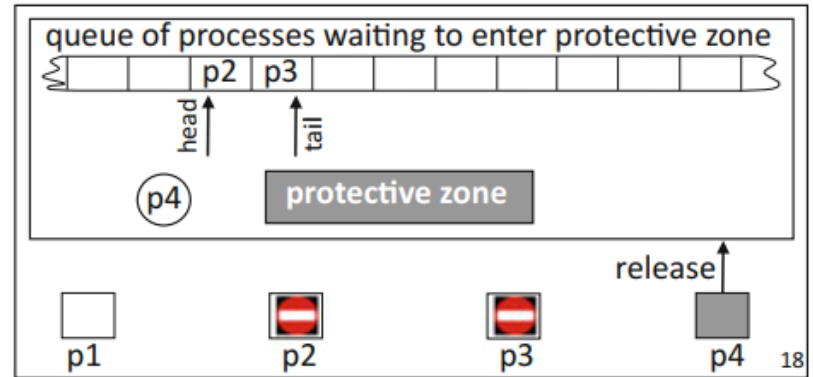 queue of processes waiting to enter protective zone
p2 p3
head
tail
p4
protective zone
release
p1 p2 p3 p4
18